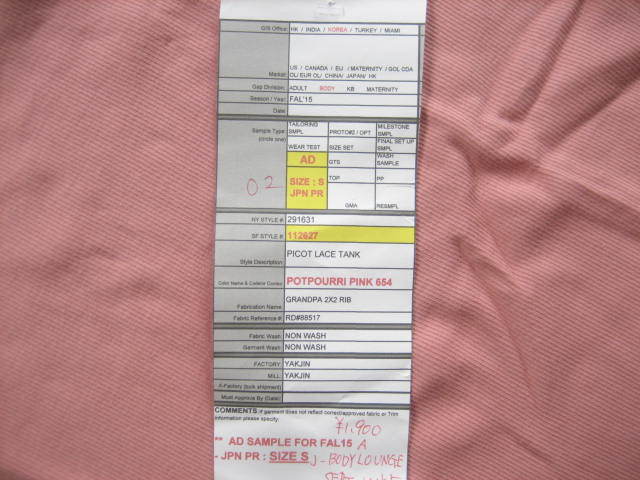 GIS Office: HK / INDIA / KOREA / TURKEY / MIAMI
US / CANADA / EU / MATERNITY / GOL CDA
Market: OL/ EUR OL/ CHINA/ JAPAN/ HK
Gap Division: ADULT BODY KB MATERNITY
Season / Year: FAL'15
Date:
Sample Type: TAILORING SMPL PROTO#2 / OPT MILESTONE SMPL
(circle one) WEAR TEST SIZE SET FINAL SET UP SMPL
AD GTS WASH SAMPLE
02 SIZE : S JPN PR TOP PP
GMA RESMPL
NY STYLE #: 291631
SF STYLE #: 112627
Style Description: PICOT LACE TANK
Color Name & Colorist Codes: POTPOURRI PINK 654
Fabrication Name: GRANDPA 2X2 RIB
Fabric Reference #: RD#88517
Fabric Wash: NON WASH
Garment Wash: NON WASH
FACTORY: YAKJIN
MILL: YAKJIN
X-Factory (bulk shipment)
Must Approve By (Date):
COMMENTS: If garment does not reflect correct/approved fabric or Trim
information please specify.
¥1,900
** AD SAMPLE FOR FAL15 A
- JPN PR : SIZE S J-BODY LOUNGE